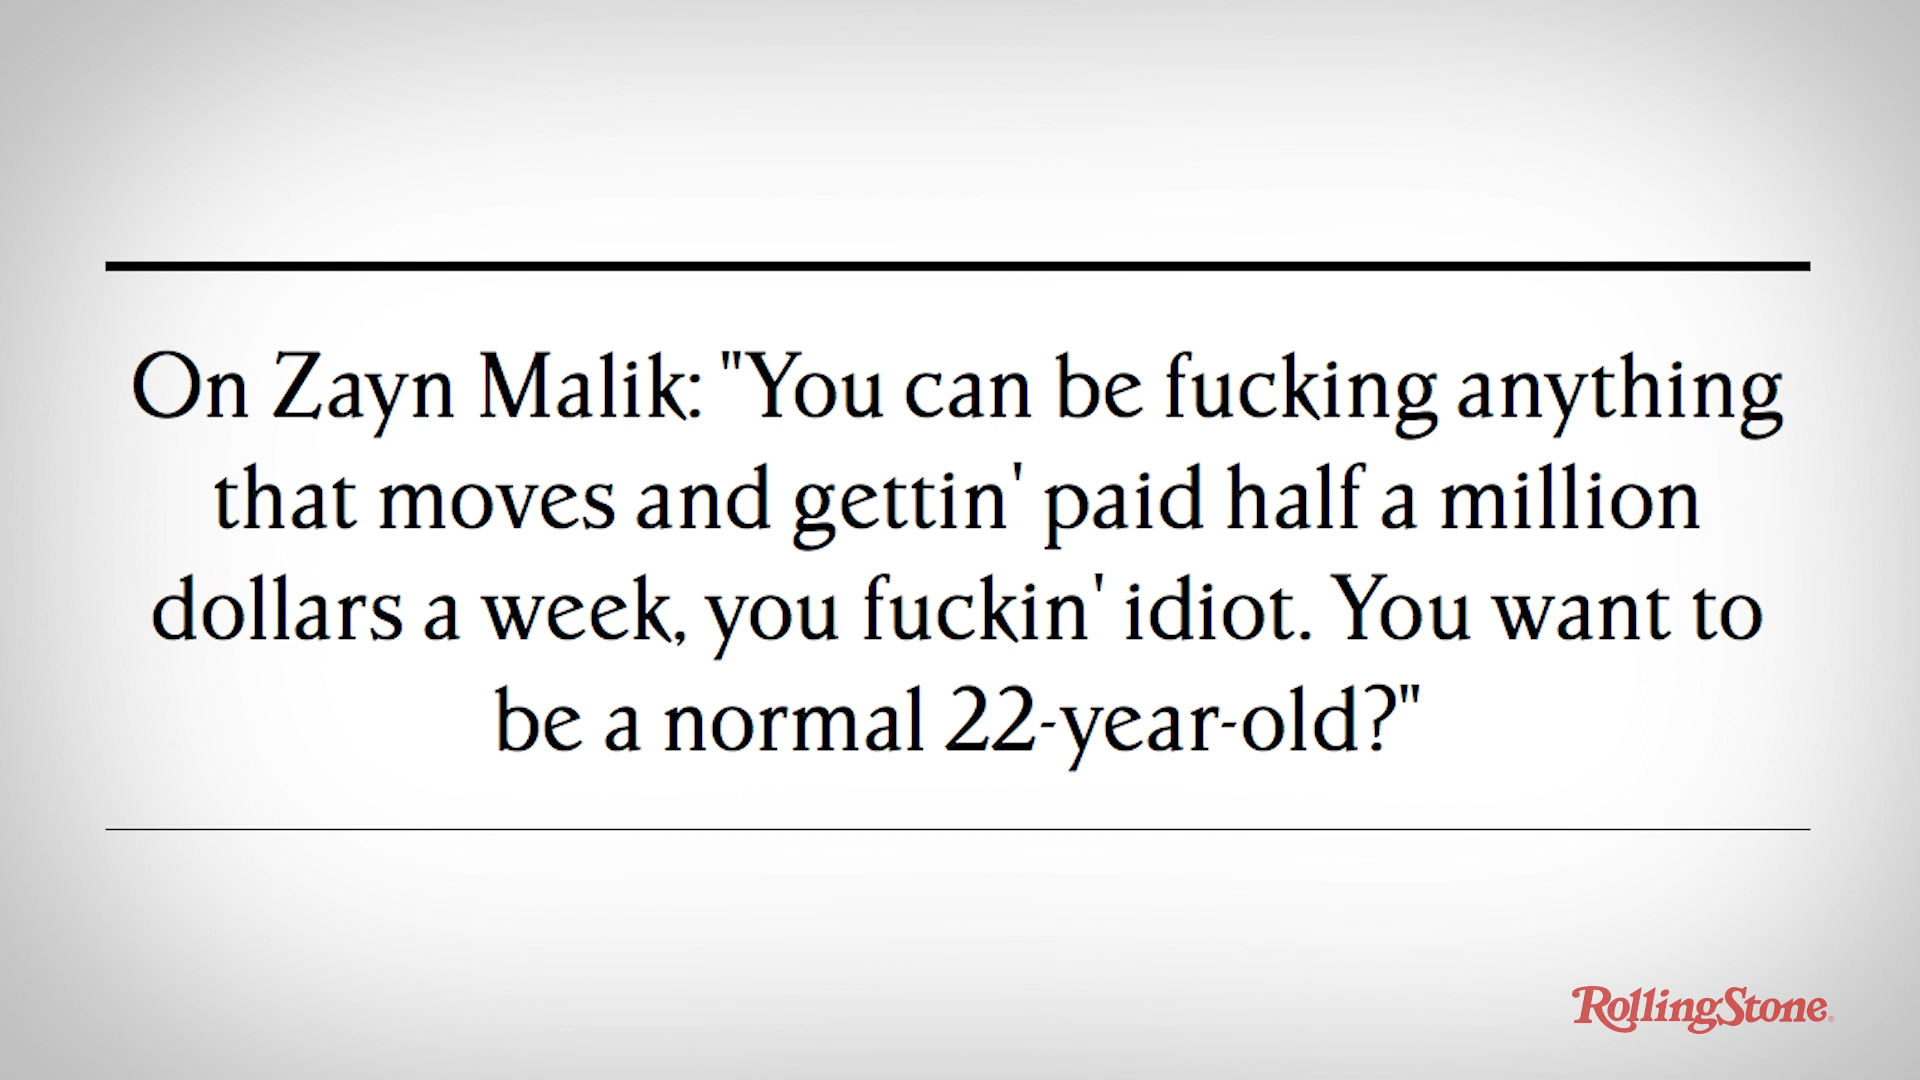 On Zayn Malik: "You can be fucking anything
that moves and gettin' paid half a million
dollars a week, you fuckin' idiot. You want to
be a normal 22-year-old?"
RollingStone®